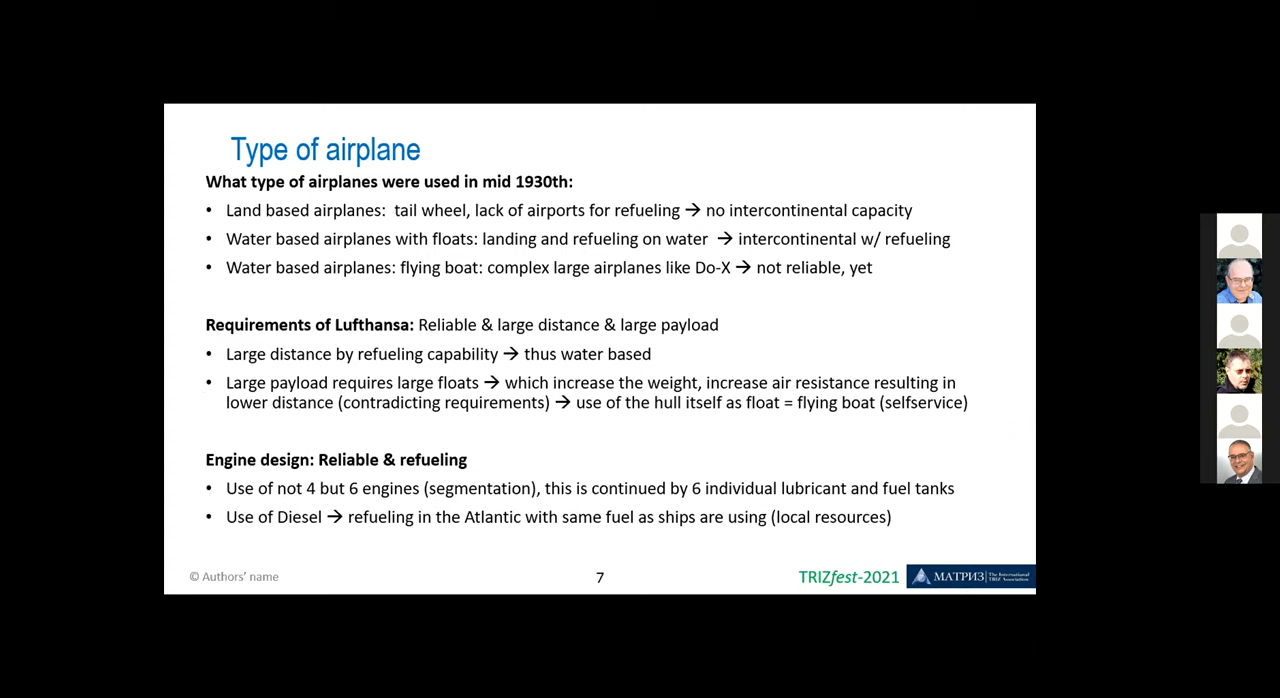 Type of airplane
What type of airplanes were used in mid 1930th:
• Land based airplanes: tail wheel, lack of airports for refueling → no intercontinental capacity
• Water based airplanes with floats: landing and refueling on water → intercontinental w/ refueling
• Water based airplanes: flying boat: complex large airplanes like Do-X → not reliable, yet
Requirements of Lufthansa: Reliable & large distance & large payload
• Large distance by refueling capability → thus water based
• Large payload requires large floats → which increase the weight, increase air resistance resulting in
lower distance (contradicting requirements) → use of the hull itself as float = flying boat (selfservice)
Engine design: Reliable & refueling
• Use of not 4 but 6 engines (segmentation), this is continued by 6 individual lubricant and fuel tanks
• Use of Diesel → refueling in the Atlantic with same fuel as ships are using (local resources)
© Authors' name
7
TRIZfest-2021
МАТРИЗ
The International
TRIZ Association